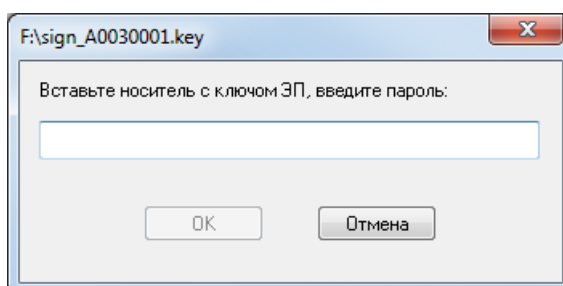 F:\sign_A0030001.key
Вставьте носитель с ключом ЭП, введите пароль:
OK
Отмена